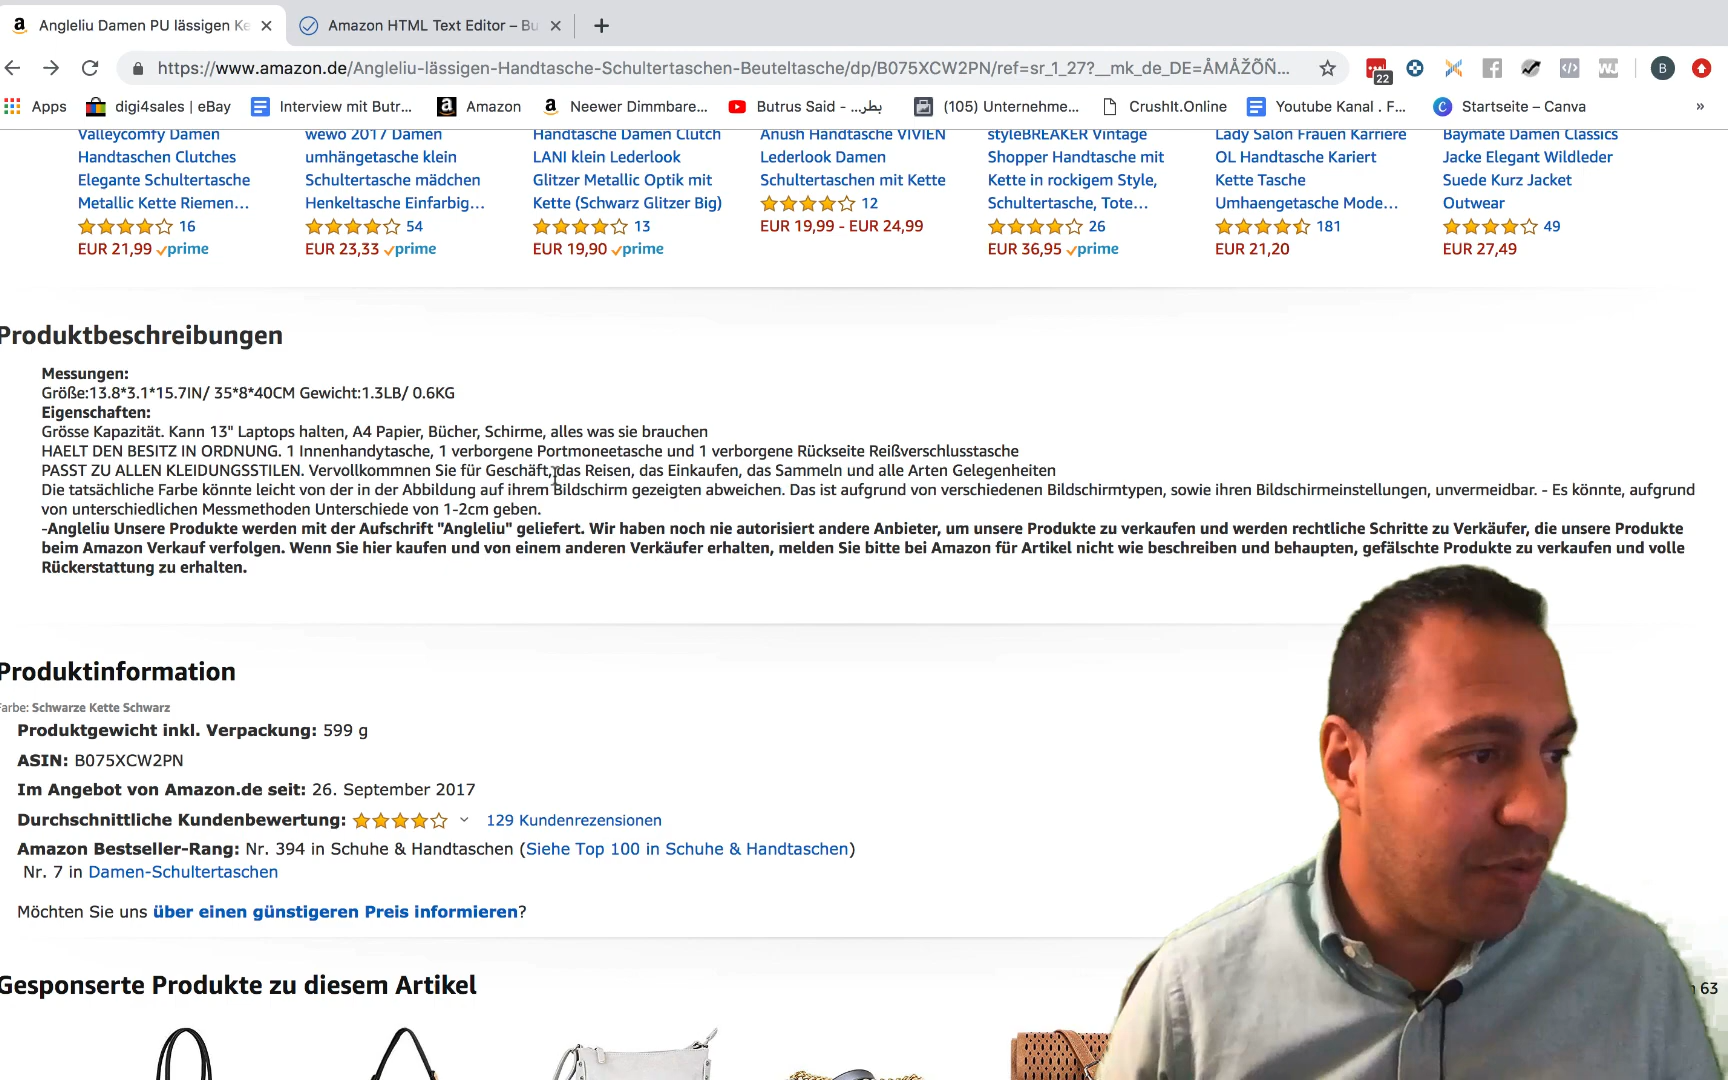 Angleliu Damen PU lässigen Ke
Amazon HTML Text Editor – Bu
https://www.amazon.de/Angleliu-lässigen-Handtasche-Schultertaschen-Beuteltasche/dp/B075XCW2PN/ref=sr_1_27?__mk_de_DE=ÅMÅŽÕÑ...
22
B
Apps
digi4sales | eBay
Interview mit Butr...
Amazon
Neewer Dimmbare...
Butrus Said - ...بطر
(105) Unternehme...
CrushIt.Online
Youtube Kanal . F...
Startseite – Canva
»
Valleycomfy Damen
Handtaschen Clutches
Elegante Schultertasche
Metallic Kette Riemen...
16
EUR 21,99 prime
wewo 2017 Damen
umhängetasche klein
Schultertasche mädchen
Henkeltasche Einfarbig...
54
EUR 23,33 prime
Handtasche Damen Clutch
LANI klein Lederlook
Glitzer Metallic Optik mit
Kette (Schwarz Glitzer Big)
13
EUR 19,90 prime
Anush Handtasche VIVIEN
Lederlook Damen
Schultertaschen mit Kette
12
EUR 19,99 - EUR 24,99
styleBREAKER Vintage
Shopper Handtasche mit
Kette in rockigem Style,
Schultertasche, Tote...
26
EUR 36,95 prime
Lady Salon Frauen Karriere
OL Handtasche Kariert
Kette Tasche
Umhaengetasche Mode...
181
EUR 21,20
Baymate Damen Classics
Jacke Elegant Wildleder
Suede Kurz Jacket
Outwear
49
EUR 27,49
Produktbeschreibungen
Messungen:
Größe:13.8*3.1*15.7IN/ 35*8*40CM Gewicht:1.3LB/ 0.6KG
Eigenschaften:
Grösse Kapazität. Kann 13" Laptops halten, A4 Papier, Bücher, Schirme, alles was sie brauchen
HAELT DEN BESITZ IN ORDNUNG. 1 Innenhandytasche, 1 verborgene Portmoneetasche und 1 verborgene Rückseite Reißverschlusstasche
PASST ZU ALLEN KLEIDUNGSSTILEN. Vervollkommnen Sie für Geschäft, das Reisen, das Einkaufen, das Sammeln und alle Arten Gelegenheiten
Die tatsächliche Farbe könnte leicht von der in der Abbildung auf ihrem Bildschirm gezeigten abweichen. Das ist aufgrund von verschiedenen Bildschirmtypen, sowie ihren Bildschirmeinstellungen, unvermeidbar. - Es könnte, aufgrund
von unterschiedlichen Messmethoden Unterschiede von 1-2cm geben.
-Angleliu Unsere Produkte werden mit der Aufschrift "Angleliu" geliefert. Wir haben noch nie autorisiert andere Anbieter, um unsere Produkte zu verkaufen und werden rechtliche Schritte zu Verkäufer, die unsere Produkte
beim Amazon Verkauf verfolgen. Wenn Sie hier kaufen und von einem anderen Verkäufer erhalten, melden Sie bitte bei Amazon für Artikel nicht wie beschreiben und behaupten, gefälschte Produkte zu verkaufen und volle
Rückerstattung zu erhalten.
Produktinformation
Farbe: Schwarze Kette Schwarz
Produktgewicht inkl. Verpackung: 599 g
ASIN: B075XCW2PN
Im Angebot von Amazon.de seit: 26. September 2017
Durchschnittliche Kundenbewertung: 129 Kundenrezensionen
Amazon Bestseller-Rang: Nr. 394 in Schuhe & Handtaschen (Siehe Top 100 in Schuhe & Handtaschen)
Nr. 7 in Damen-Schultertaschen
Möchten Sie uns über einen günstigeren Preis informieren?
Gesponserte Produkte zu diesem Artikel
63